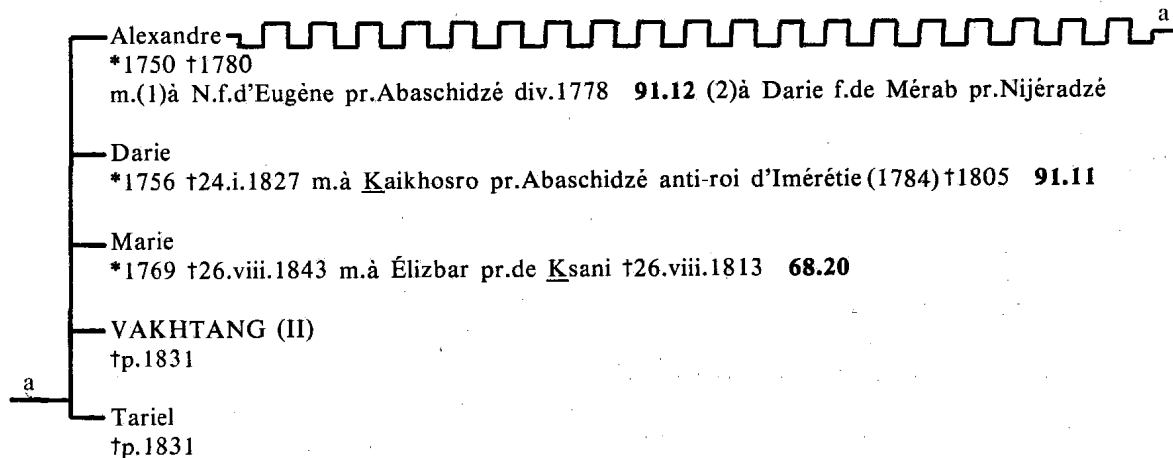 a
Alexandre
*1750 †1780
m.(1)à N.f.d'Eugène pr.Abaschidzé div.1778 91.12 (2)à Darie f.de Mérab pr.Nijéradzé
Darie
*1756 †24.i.1827 m.à Kaikhosro pr.Abaschidzé anti-roi d'Imérétie(1784)†1805 91.11
Marie
*1769 †26.viii.1843 m.à Élizbar pr.de Ksani †26.viii.1813 68.20
VAKHTANG (II)
†p.1831
a
Tariel
†p.1831